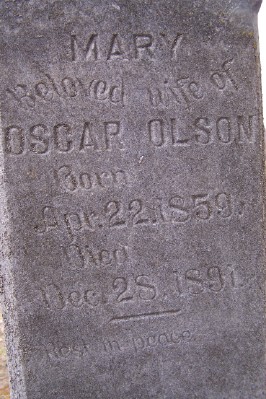 MARY
Beloved wife of
OSCAR OLSON
Born
Apr. 22, 1859.
Died
Dec. 28, 1891.
Rest in peace